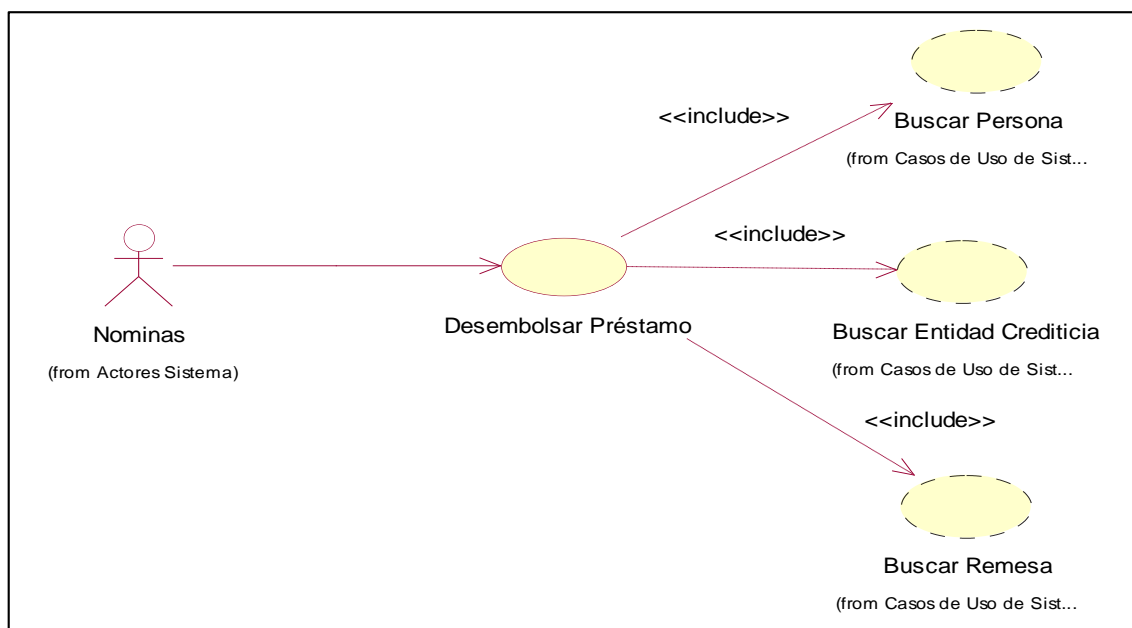 <<include>>
Buscar Persona
(from Casos de Uso de Sist...
<<include>>
Nominas
(from Actores Sistema)
Desembolsar Préstamo
Buscar Entidad Crediticia
(from Casos de Uso de Sist...
<<include>>
Buscar Remesa
(from Casos de Uso de Sist...